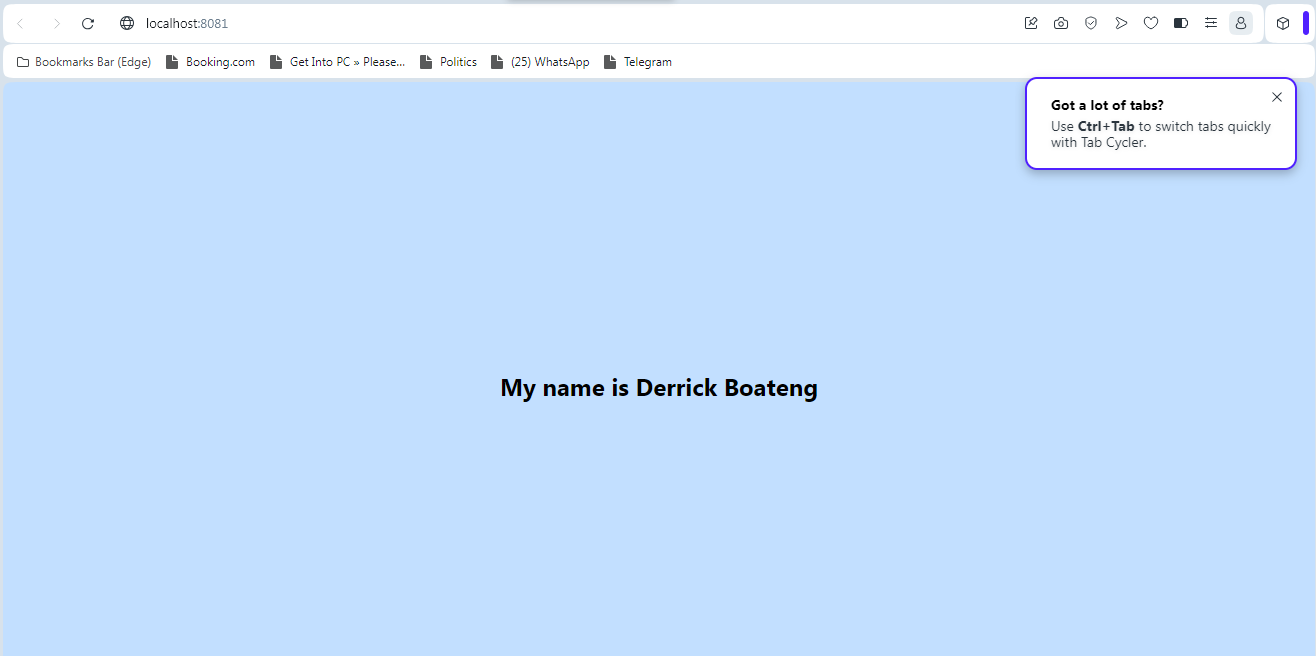 localhost:8081
Bookmarks Bar (Edge) Booking.com Get Into PC » Please... Politics (25) WhatsApp Telegram
Got a lot of tabs?
Use Ctrl+Tab to switch tabs quickly
with Tab Cycler.
My name is Derrick Boateng